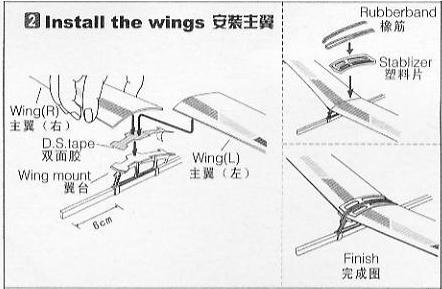 2 Install the wings 安装主翼
Wing(R)
主翼（右）
D.S.tape
双面胶
Wing mount
翼台
6cm
Wing(L)
主翼（左）
Rubberband
橡筋
Stablizer
塑料片
Finish
完成图